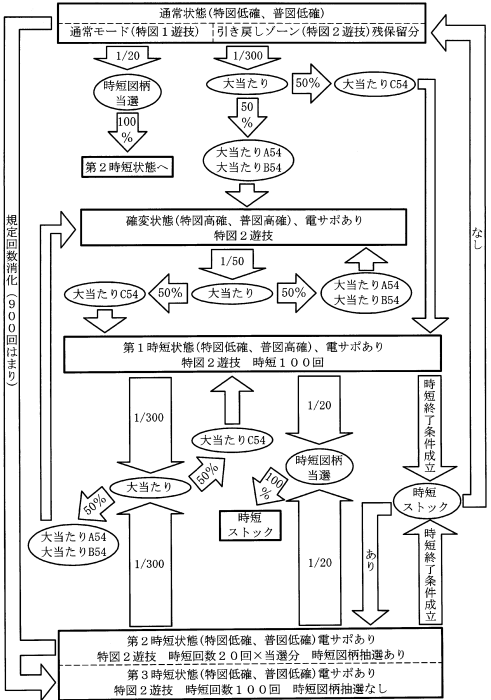 通常状態(特図低確、普図低確)
通常モード(特図1遊技) 引き戻しゾーン(特図2遊技)残保留分
1/20
1/300
時短図柄
当選
大当たり
50%
大当たりC54
100
%
50
%
第2時短状態へ
大当たりA54
大当たりB54
規定回数消化(900回はまり)
なし
確変状態(特図高確、普図高確)、電サポあり
特図2遊技
1/50
大当たりC54
50%
大当たり
50%
大当たりA54
大当たりB54
第1時短状態(特図低確、普図高確)、電サポあり
特図2遊技 時短100回
1/300
1/20
時短終了条件成立
大当たりC54
時短図柄
当選
50%
100
%
大当たり
50%
時短
ストック
時短
ストック
大当たりA54
大当たりB54
1/300
1/20
あり
時短終了条件成立
第2時短状態(特図低確、普図高確)電サポあり
特図2遊技 時短回数20回×当選分 時短図柄抽選あり
第3時短状態(特図低確、普図高確)電サポあり
特図2遊技 時短回数100回 時短図柄抽選なし